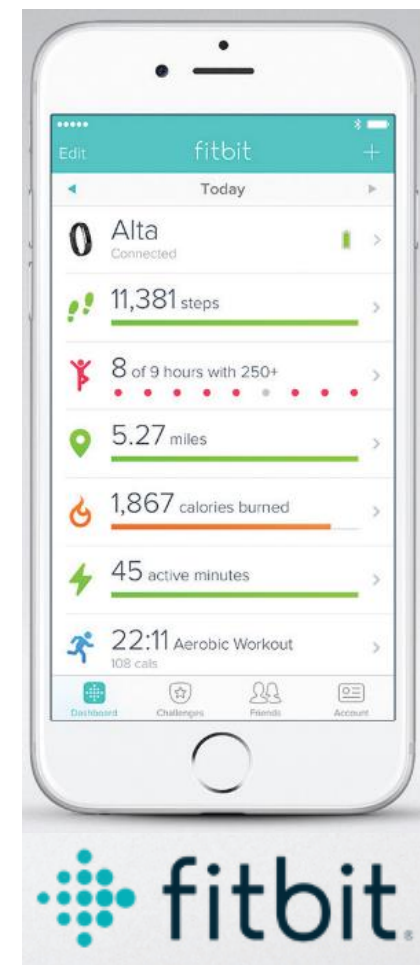 Edit fitbit +
Today
Alta
Connected
11,381 steps
8 of 9 hours with 250+
5.27 miles
1,867 calories burned
45 active minutes
22:11 Aerobic Workout
108 cals
Dashboard Challenges Friends Account
fitbit®